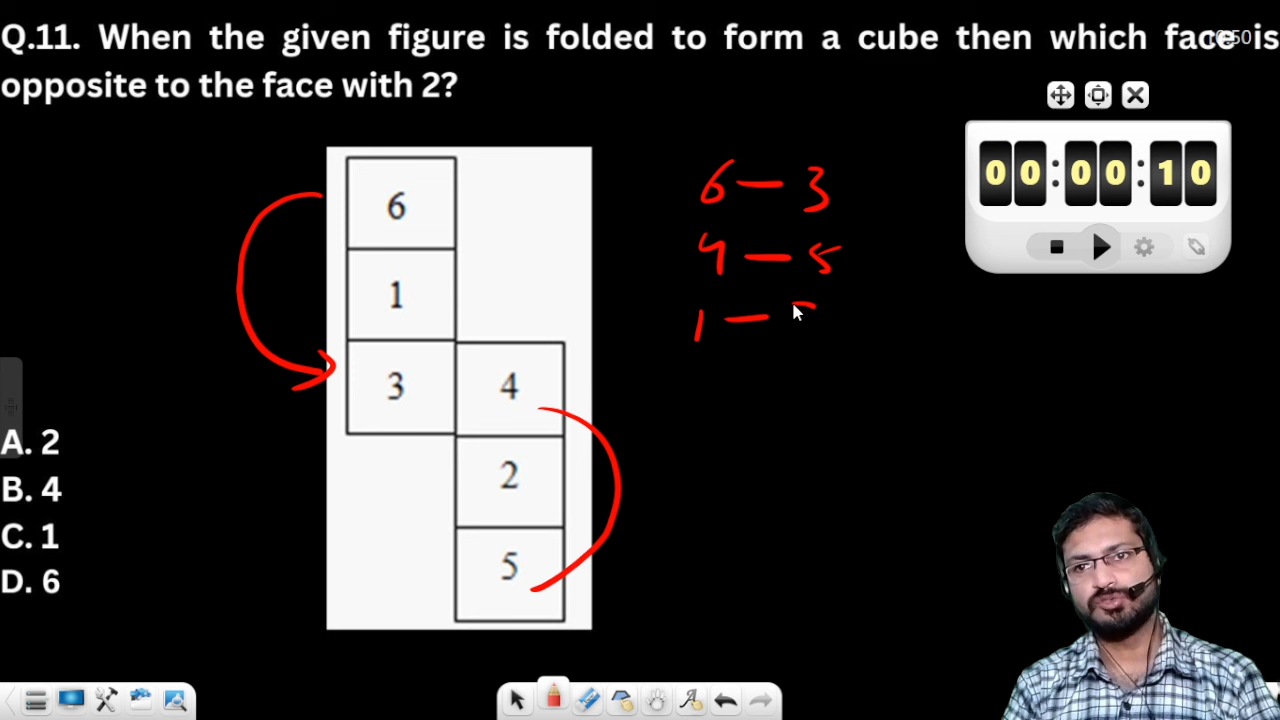 Q.11. When the given figure is folded to form a cube then which face is
opposite to the face with 2?
00:00:10
6
1
3 4
2
5
6 — 3
4 — 5
1 —
A. 2
B. 4
C. 1
D. 6